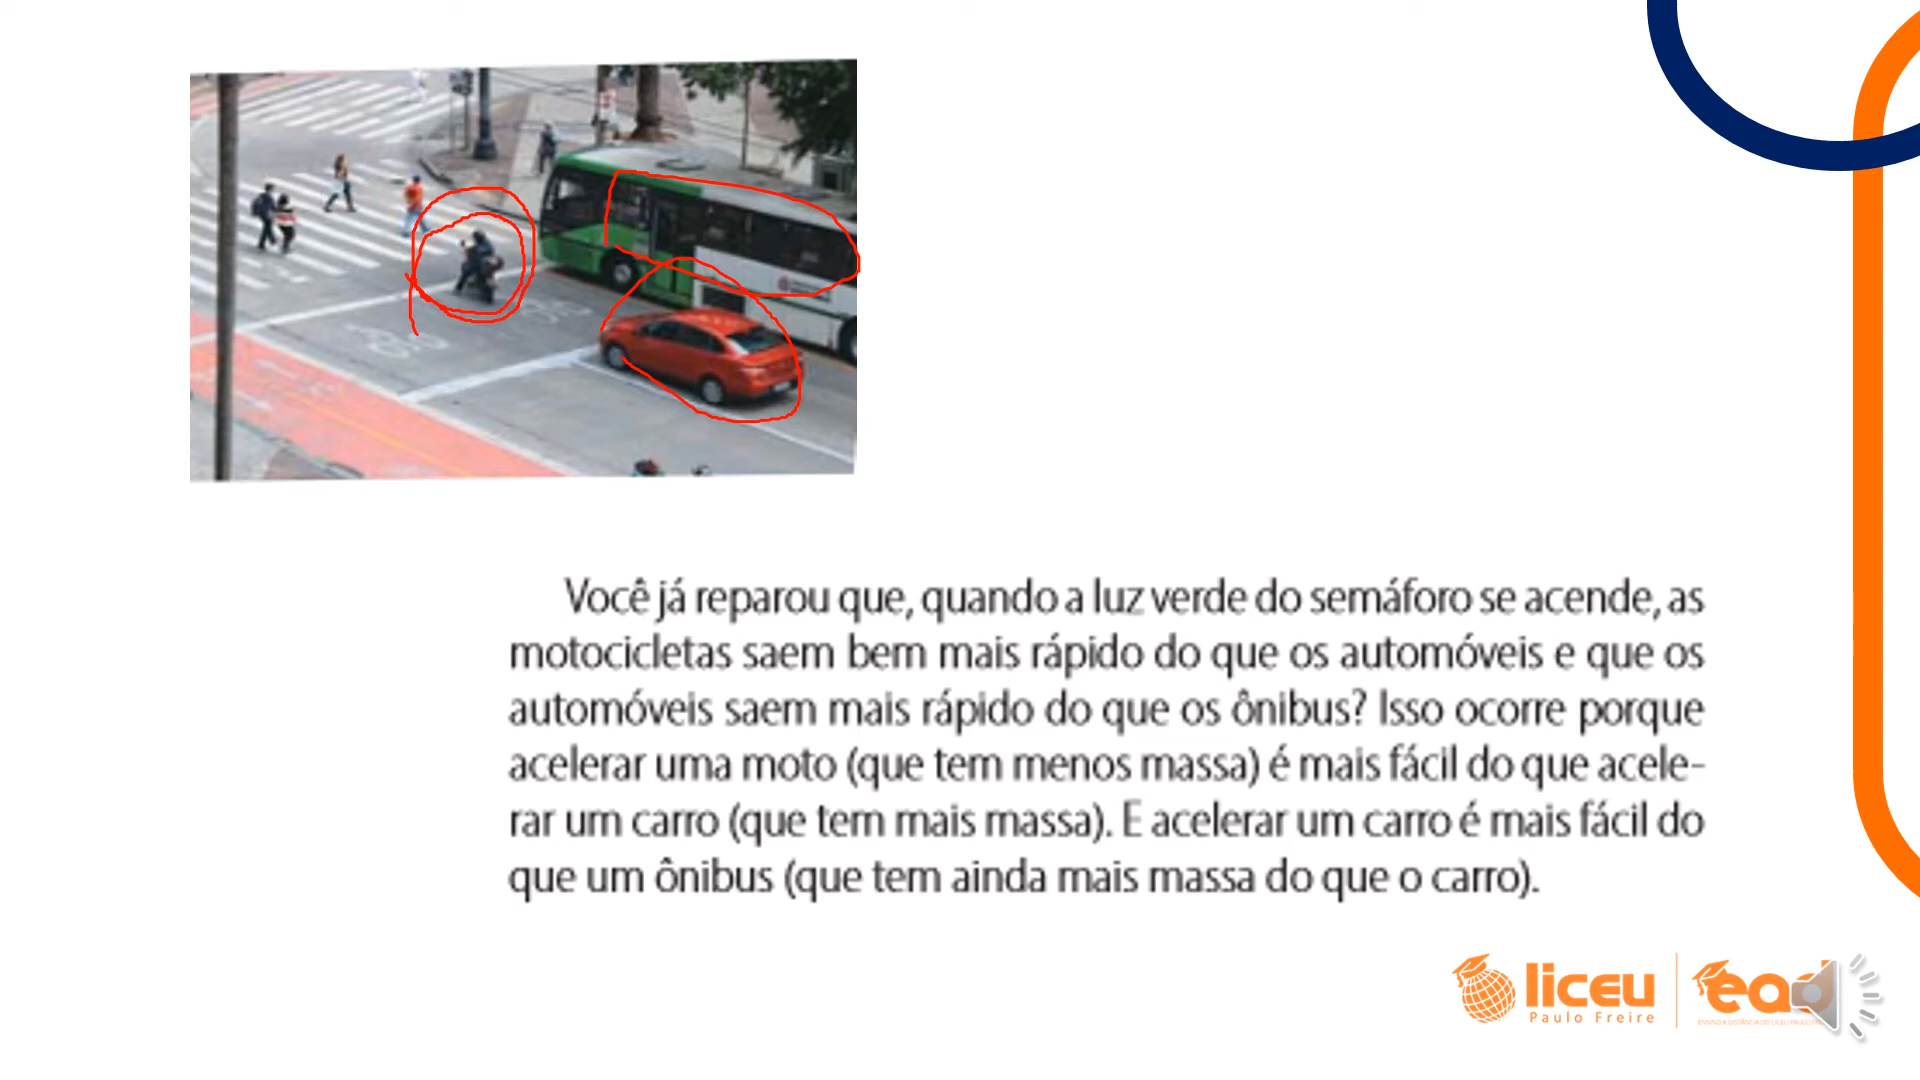 Você já reparou que, quando a luz verde do semáforo se acende, as
motocicletas saem bem mais rápido do que os automóveis e que os
automóveis saem mais rápido do que os ônibus? Isso ocorre porque
acelerar uma moto (que tem menos massa) é mais fácil do que acele-
rar um carro (que tem mais massa). E acelerar um carro é mais fácil do
que um ônibus (que tem ainda mais massa do que o carro).
liceu
Paulo Freire
ead